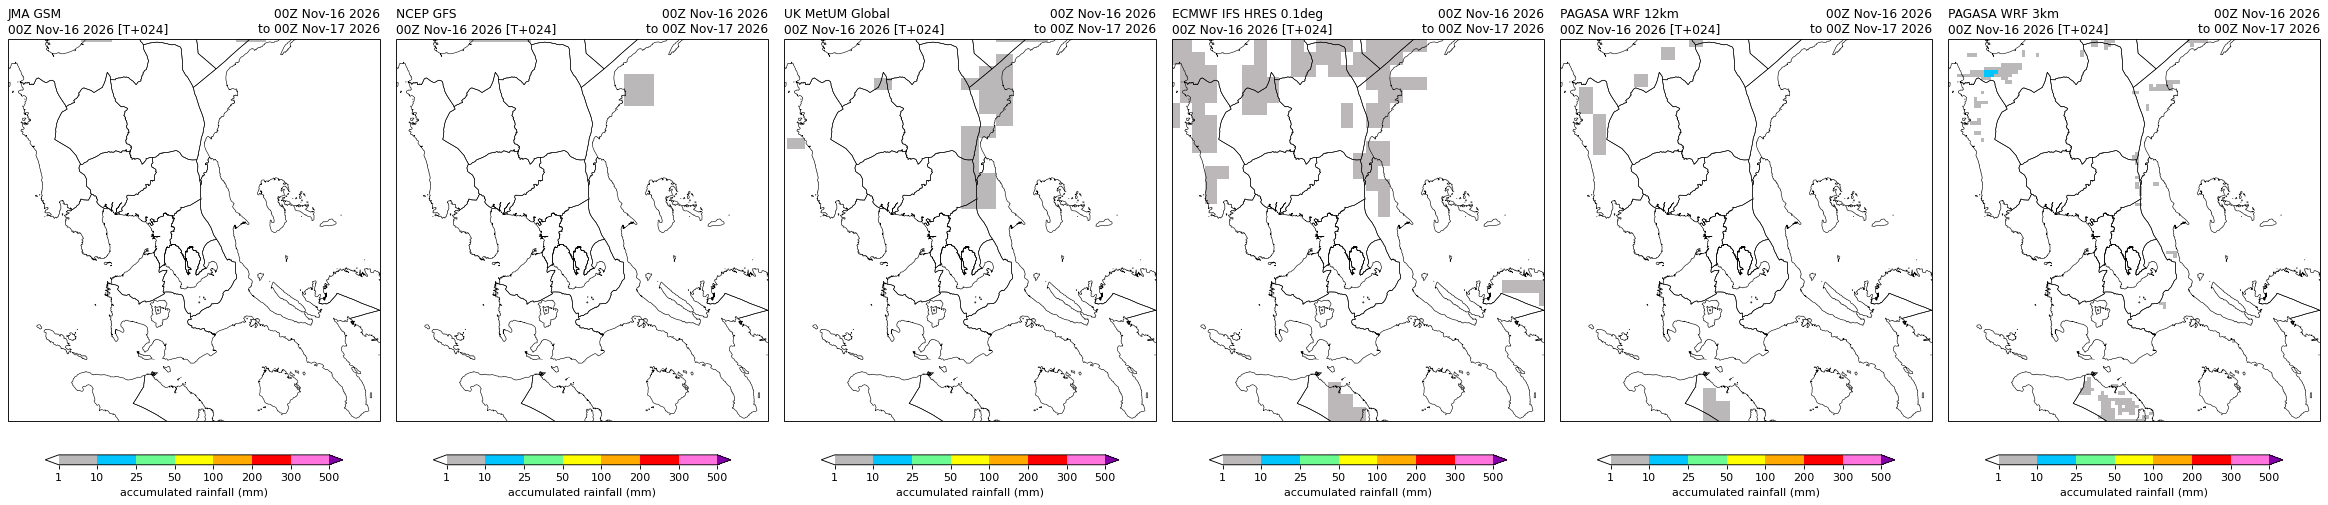 JMA GSM 00Z Nov-16 2026
00Z Nov-16 2026 [T+024] to 00Z Nov-17 2026
1 10 25 50 100 200 300 500
accumulated rainfall (mm)
NCEP GFS 00Z Nov-16 2026
00Z Nov-16 2026 [T+024] to 00Z Nov-17 2026
1 10 25 50 100 200 300 500
accumulated rainfall (mm)
UK MetUM Global 00Z Nov-16 2026
00Z Nov-16 2026 [T+024] to 00Z Nov-17 2026
1 10 25 50 100 200 300 500
accumulated rainfall (mm)
ECMWF IFS HRES 0.1deg 00Z Nov-16 2026
00Z Nov-16 2026 [T+024] to 00Z Nov-17 2026
1 10 25 50 100 200 300 500
accumulated rainfall (mm)
PAGASA WRF 12km 00Z Nov-16 2026
00Z Nov-16 2026 [T+024] to 00Z Nov-17 2026
1 10 25 50 100 200 300 500
accumulated rainfall (mm)
PAGASA WRF 3km 00Z Nov-16 2026
00Z Nov-16 2026 [T+024] to 00Z Nov-17 2026
1 10 25 50 100 200 300 500
accumulated rainfall (mm)